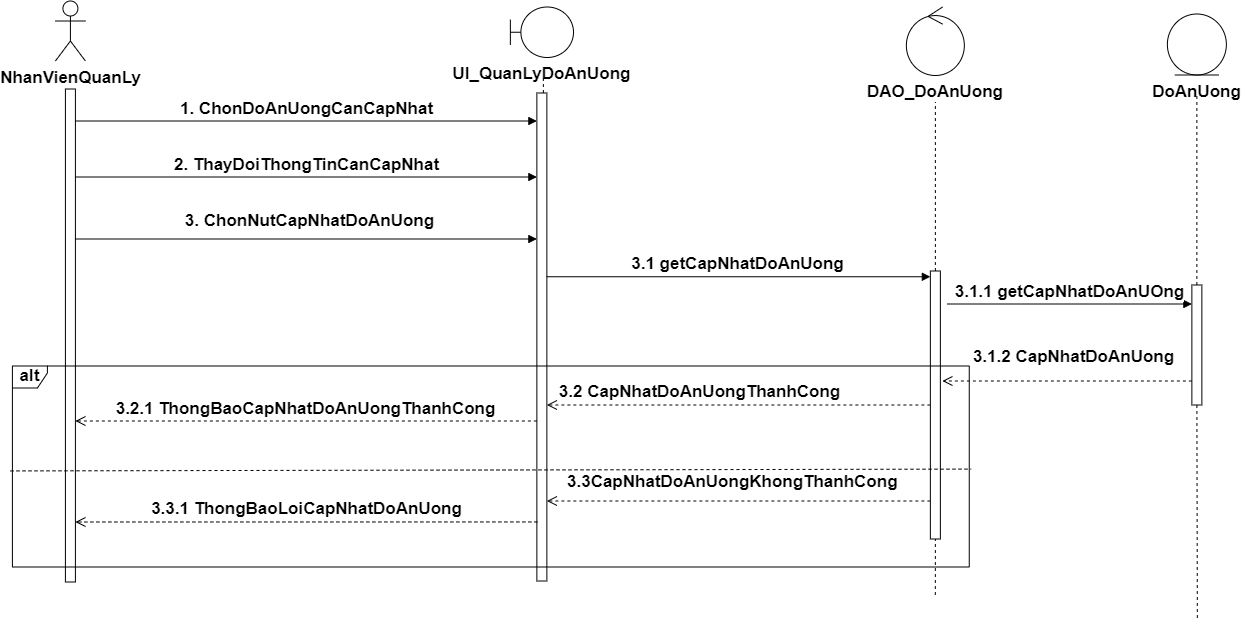 NhanVienQuanLy
UI_QuanLyDoAnUong
DAO_DoAnUong
DoAnUong
1. ChonDoAnUongCanCapNhat
2. ThayDoiThongTinCanCapNhat
3. ChonNutCapNhatDoAnUong
3.1 getCapNhatDoAnUong
3.1.1 getCapNhatDoAnUOng
3.1.2 CapNhatDoAnUong
alt
3.2 CapNhatDoAnUongThanhCong
3.2.1 ThongBaoCapNhatDoAnUongThanhCong
3.3CapNhatDoAnUongKhongThanhCong
3.3.1 ThongBaoLoiCapNhatDoAnUong